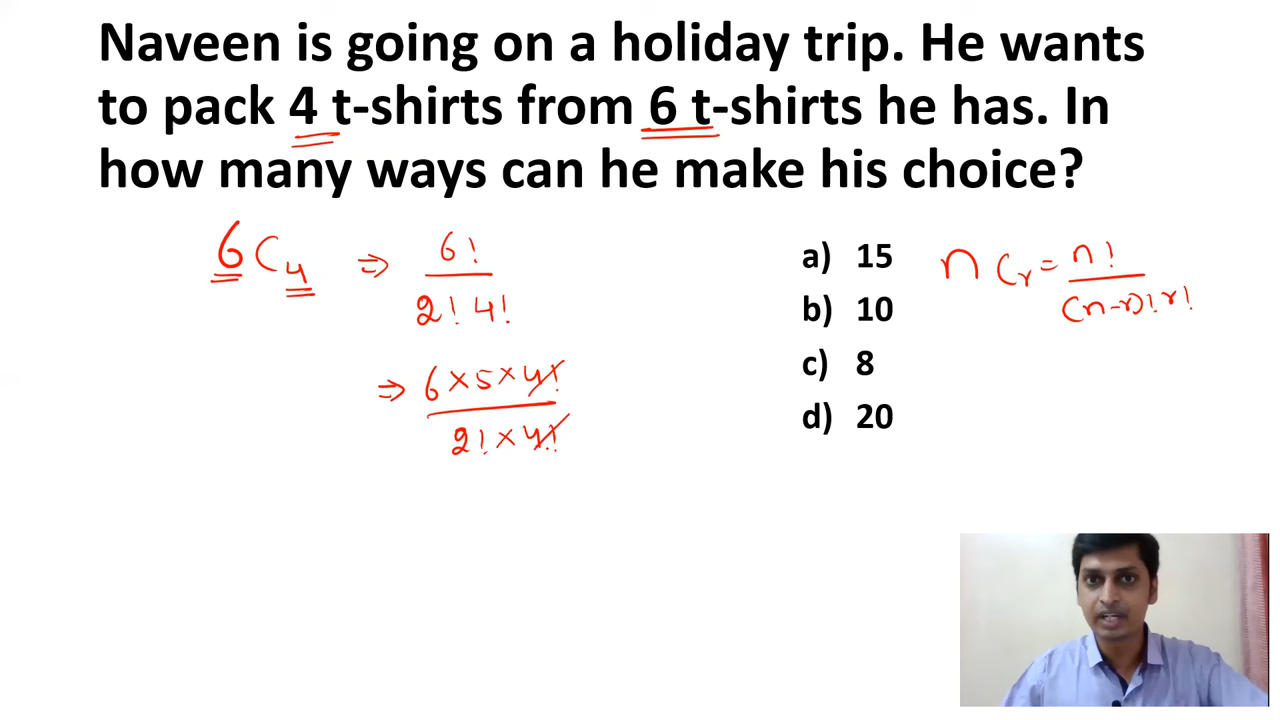 Naveen is going on a holiday trip. He wants
to pack 4 t-shirts from 6 t-shirts he has. In
how many ways can he make his choice?
6C₄ ⇒ 6! / 2! 4!
⇒ 6 × 5 × 4! / 2! × 4!
a) 15
b) 10
c) 8
d) 20
nCᵣ = n! / (n-r)! r!